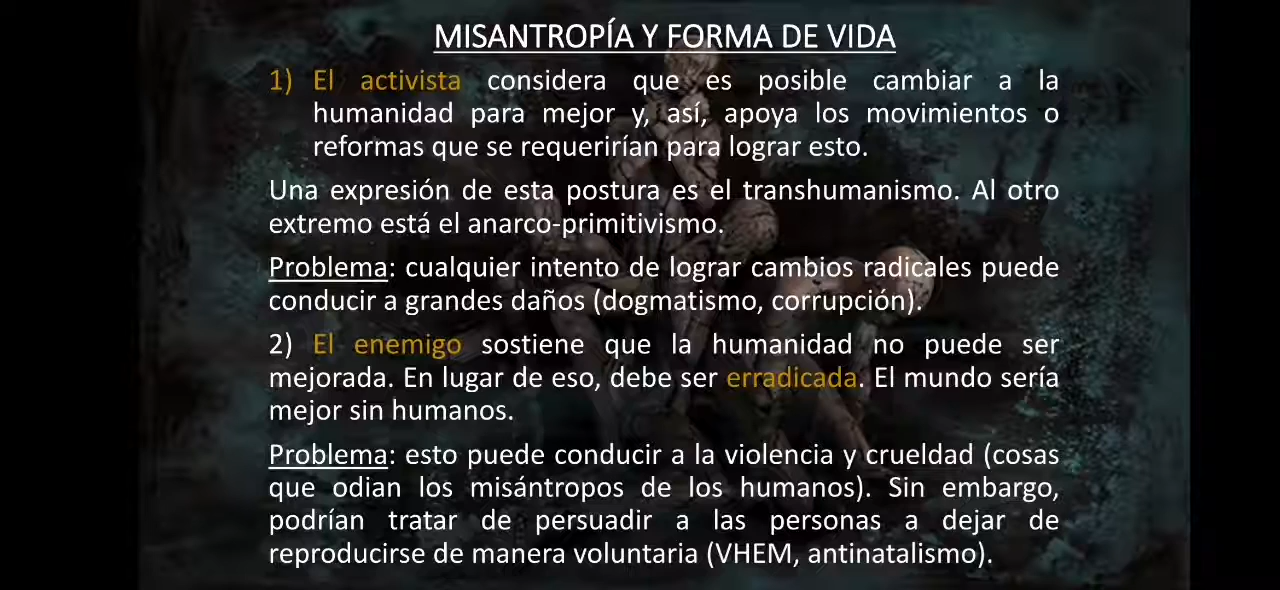 MISANTROPÍA Y FORMA DE VIDA
1) El activista considera que es posible cambiar a la
humanidad para mejor y, así, apoya los movimientos o
reformas que se requerirían para lograr esto.
Una expresión de esta postura es el transhumanismo. Al otro
extremo está el anarco-primitivismo.
Problema: cualquier intento de lograr cambios radicales puede
conducir a grandes daños (dogmatismo, corrupción).
2) El enemigo sostiene que la humanidad no puede ser
mejorada. En lugar de eso, debe ser erradicada. El mundo sería
mejor sin humanos.
Problema: esto puede conducir a la violencia y crueldad (cosas
que odian los misántropos de los humanos). Sin embargo,
podrían tratar de persuadir a las personas a dejar de
reproducirse de manera voluntaria (VHEM, antinatalismo).